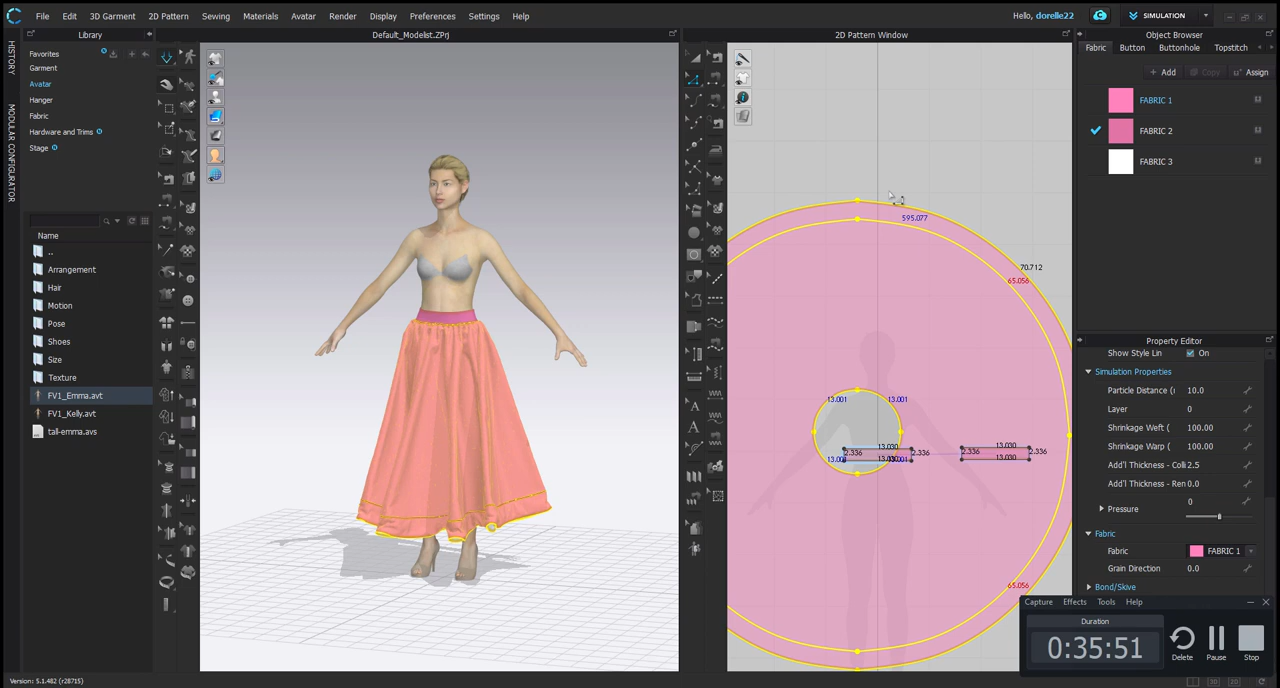 File Edit 3D Garment 2D Pattern Sewing Materials Avatar Render Display Preferences Settings Help
Hello, dorelle22
SIMULATION
HISTORY
MODULAR CONFIGURATOR
Library
Favorites
Garment
Avatar
Hanger
Fabric
Hardware and Trims
Stage
Name
..
Arrangement
Hair
Motion
Pose
Shoes
Size
Texture
FV1_Emma.avt
FV1_Kelly.avt
tall-emma.avs
Default_Modelist.ZPrj
2D Pattern Window
595.077
70.712
65.056
13.001 13.001
13.030 13.030
2.336 2.336 2.336 2.336
13.030
65.056
Object Browser
Fabric Button Buttonhole Topstitch
+ Add Copy Assign
FABRIC 1
FABRIC 2
FABRIC 3
Property Editor
Show Style Lin On
Simulation Properties
Particle Distance ( 10.0
Layer 0
Shrinkage Weft ( 100.00
Shrinkage Warp ( 100.00
Add'l Thickness - Colli 2.5
Add'l Thickness - Ren 0.0
0
Pressure
Fabric
Fabric FABRIC 1
Grain Direction 0.0
Bond/Skive
Capture Effects Tools Help
Duration
0:35:51
Delete Pause Stop
Version: 5.1.482 (r28715)
3D 2D